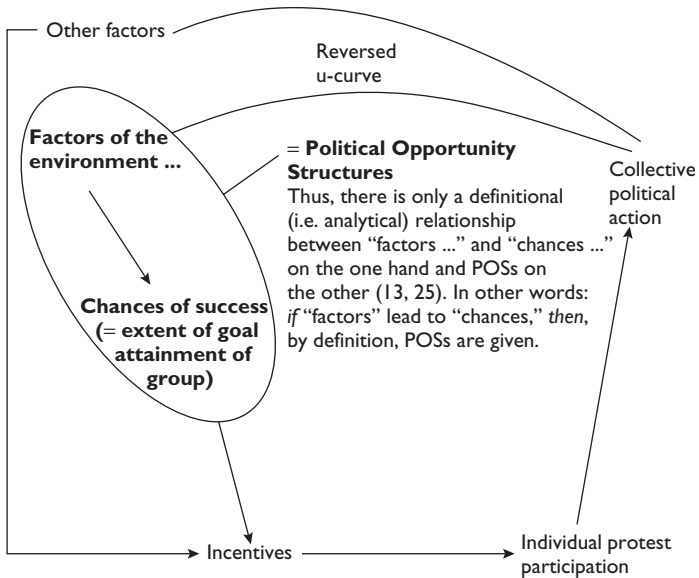 Other factors
Reversed
u-curve
Factors of the
environment ...
= Political Opportunity
Structures
Thus, there is only a definitional
(i.e. analytical) relationship
between “factors ...” and “chances ...”
on the one hand and POSs on
the other (13, 25). In other words:
if “factors” lead to “chances,” then,
by definition, POSs are given.
Collective
political
action
Chances of success
(= extent of goal
attainment of
group)
Incentives
Individual protest
participation